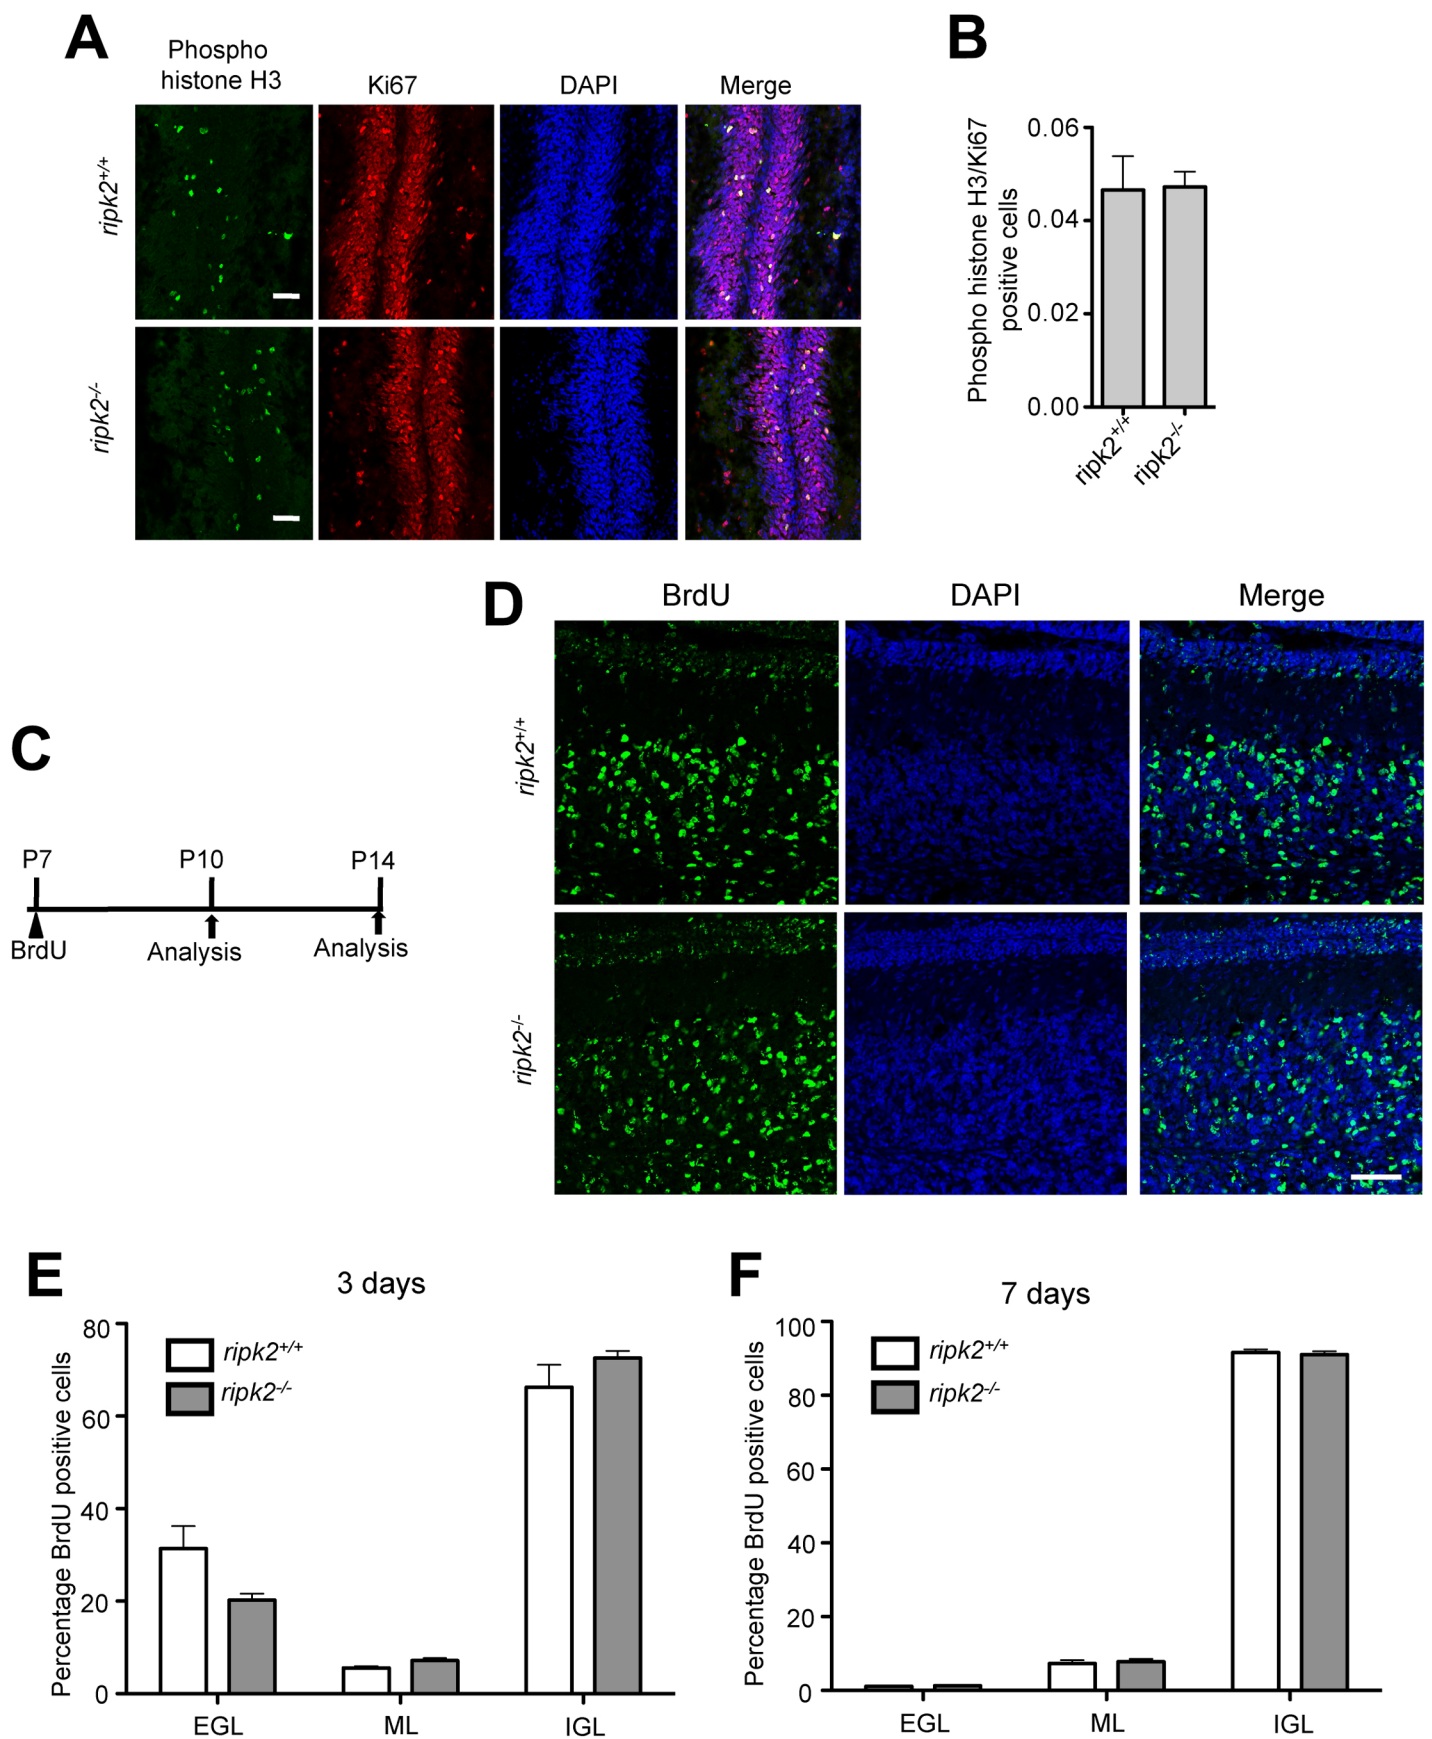 A
Phospho
histone H3
Ki67
DAPI
Merge
ripk2+/+
ripk2-/-
B
Phospho histone H3/Ki67
positive cells
0.06
0.04
0.02
0.00
ripk2+/+
ripk2-/-
C
P7
P10
P14
BrdU
Analysis
Analysis
D
BrdU
DAPI
Merge
ripk2+/+
ripk2-/-
E
3 days
Percentage BrdU positive cells
80
60
40
20
0
ripk2+/+
ripk2-/-
EGL
ML
IGL
F
7 days
Percentage BrdU positive cells
100
80
60
40
20
0
ripk2+/+
ripk2-/-
EGL
ML
IGL